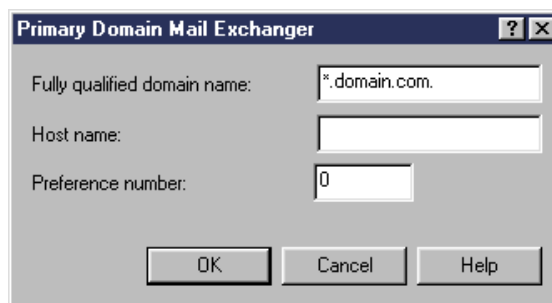 Primary Domain Mail Exchanger
Fully qualified domain name: *.domain.com.
Host name:
Preference number: 0
OK Cancel Help